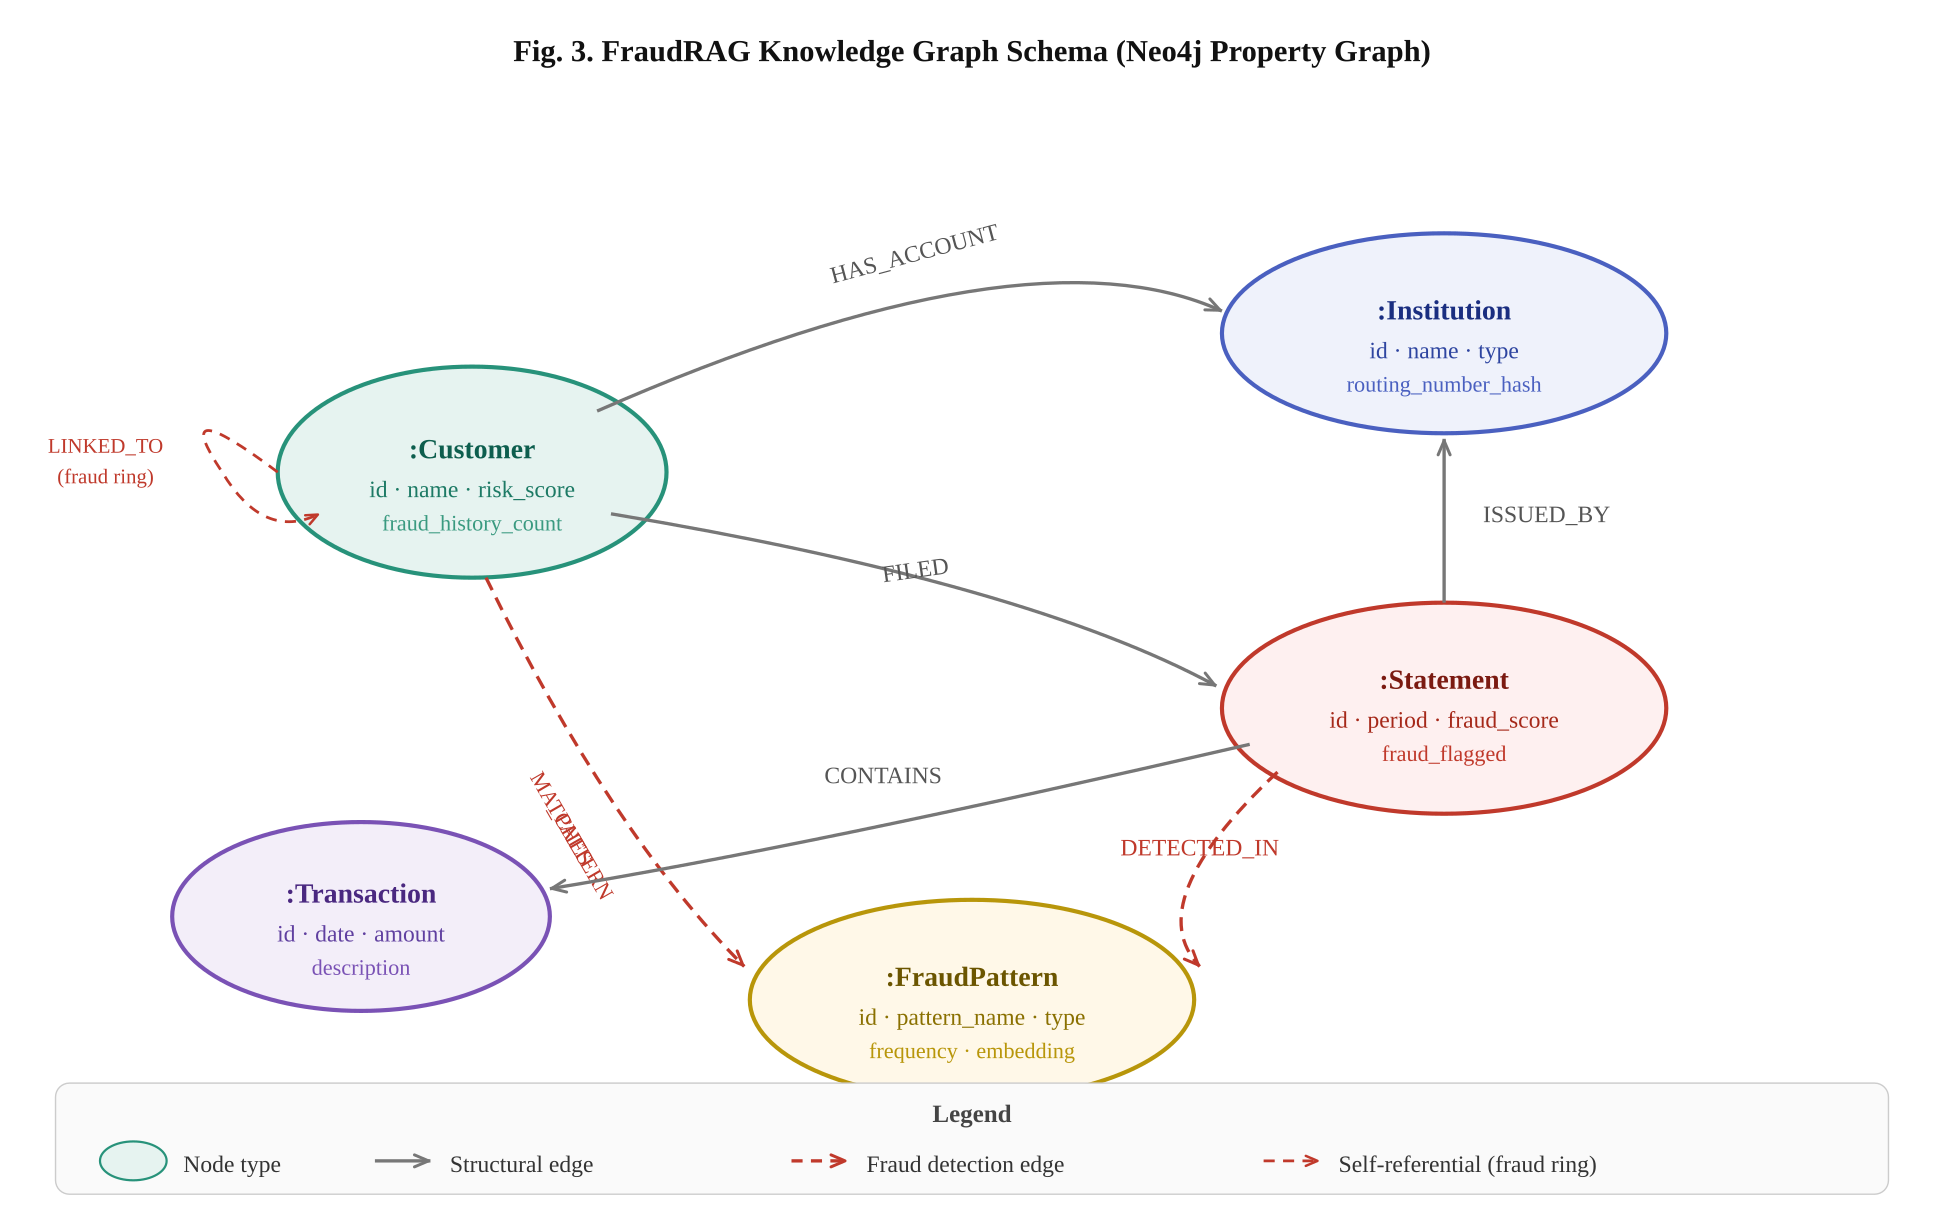 Fig. 3. FraudRAG Knowledge Graph Schema (Neo4j Property Graph)
HAS_ACCOUNT
:Institution
id · name · type
routing_number_hash
:Customer
id · name · risk_score
fraud_history_count
LINKED_TO
(fraud ring)
ISSUED_BY
FILED
:Statement
id · period · fraud_score
fraud_flagged
CONTAINS
MATCHES
_PATTERN
DETECTED_IN
:Transaction
id · date · amount
description
:FraudPattern
id · pattern_name · type
frequency · embedding
Legend
Node type
Structural edge
Fraud detection edge
Self-referential (fraud ring)